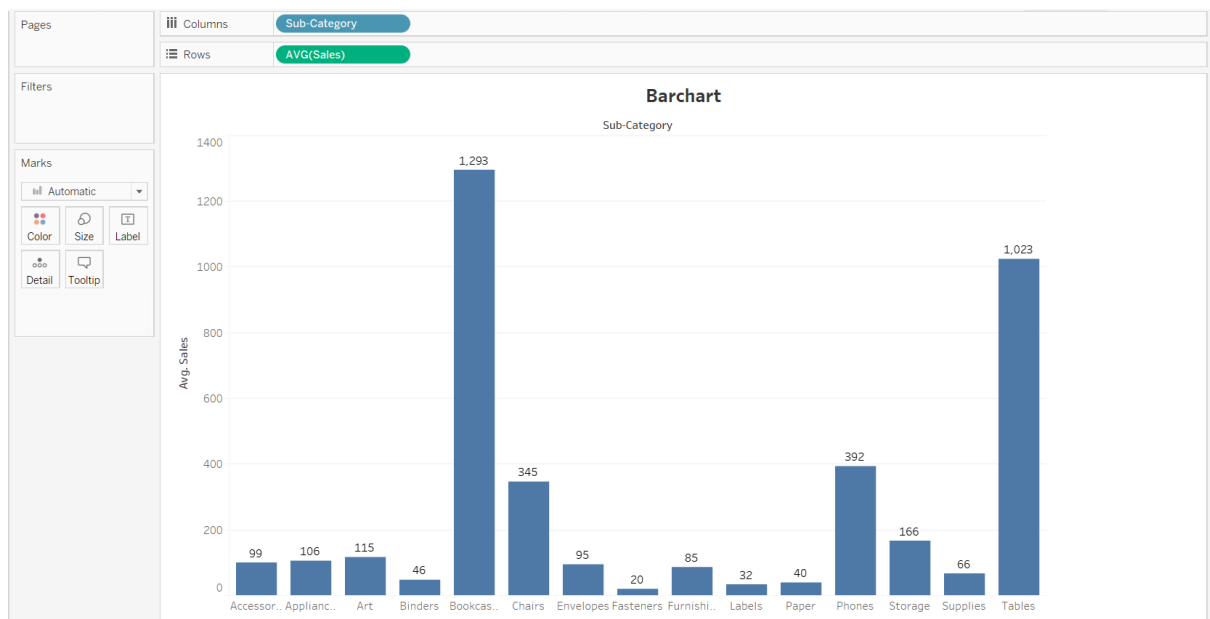 Pages
Columns
Sub-Category
Rows
AVG(Sales)
Filters
Marks
Automatic
Color Size Label
Detail Tooltip
Barchart
Sub-Category
Avg. Sales
1400
1200
1000
800
600
400
200
0
99 106 115 46 1,293 345 95 20 85 32 40 392 166 66 1,023
Accessor.. Applianc.. Art Binders Bookcas.. Chairs Envelopes Fasteners Furnishi.. Labels Paper Phones Storage Supplies Tables